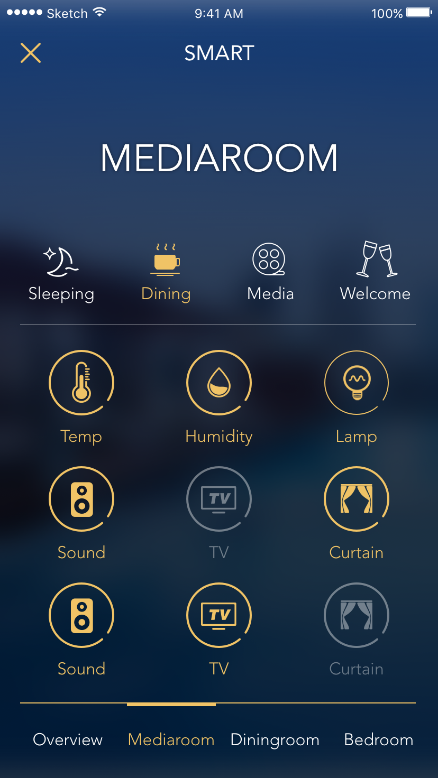 Sketch 9:41 AM 100%
SMART
MEDIAROOM
Sleeping Dining Media Welcome
Temp Humidity Lamp
TV
Sound TV Curtain
TV
Sound TV Curtain
Overview Mediaroom Diningroom Bedroom